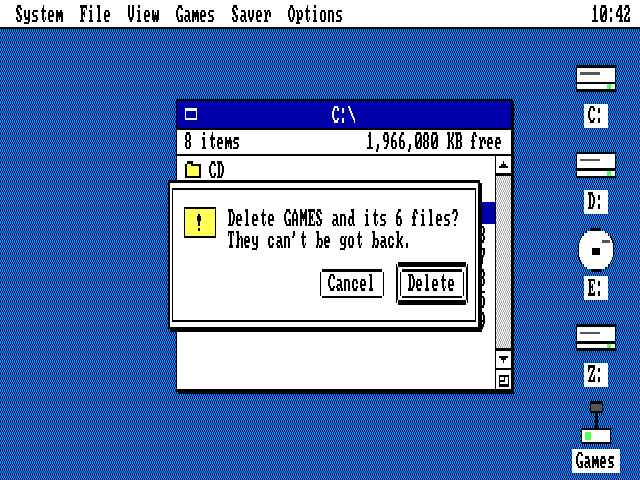 System File View Games Saver Options 10:42
C:\
8 items 1,966,080 KB free
CD
Delete GAMES and its 6 files?
They can't be got back.
Cancel Delete
C:
D:
E:
Z:
Games